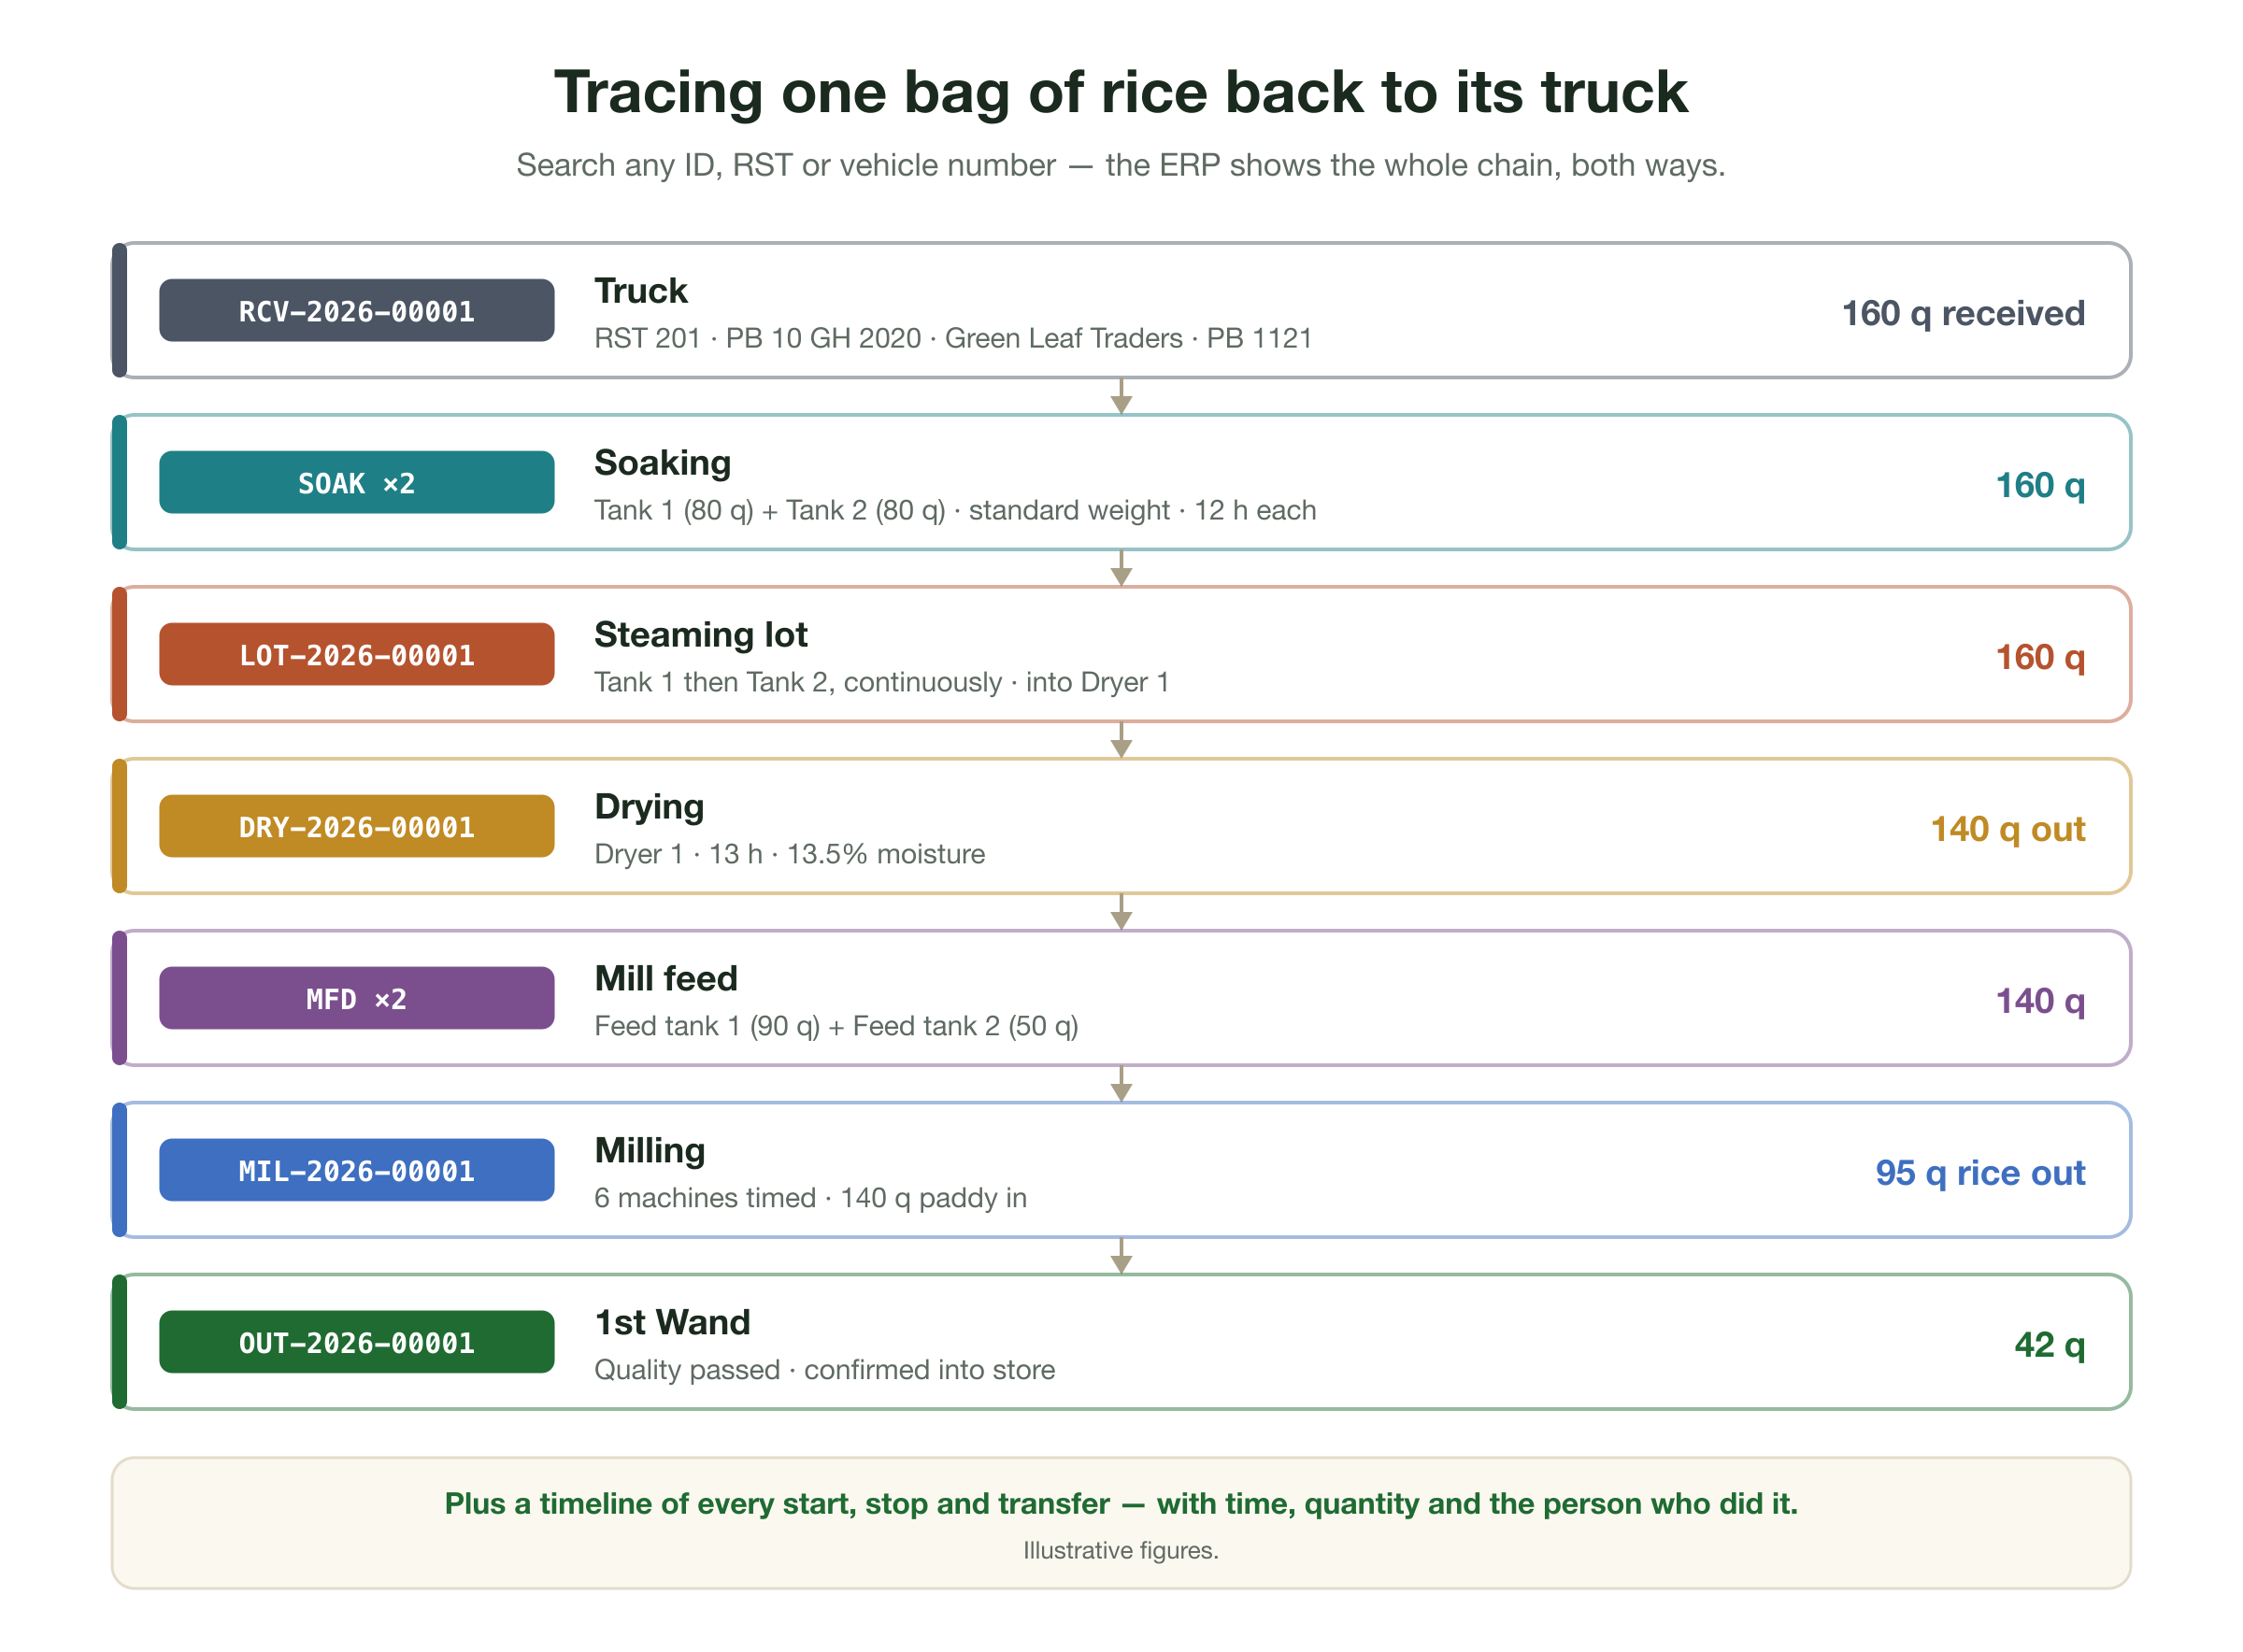 Tracing one bag of rice back to its truck
Search any ID, RST or vehicle number — the ERP shows the whole chain, both ways.
RCV–2026–00001
Truck
RST 201 · PB 10 GH 2020 · Green Leaf Traders · PB 1121
160 q received
SOAK ×2
Soaking
Tank 1 (80 q) + Tank 2 (80 q) · standard weight · 12 h each
160 q
LOT–2026–00001
Steaming lot
Tank 1 then Tank 2, continuously · into Dryer 1
160 q
DRY–2026–00001
Drying
Dryer 1 · 13 h · 13.5% moisture
140 q out
MFD ×2
Mill feed
Feed tank 1 (90 q) + Feed tank 2 (50 q)
140 q
MIL–2026–00001
Milling
6 machines timed · 140 q paddy in
95 q rice out
OUT–2026–00001
1st Wand
Quality passed · confirmed into store
42 q
Plus a timeline of every start, stop and transfer — with time, quantity and the person who did it.
Illustrative figures.